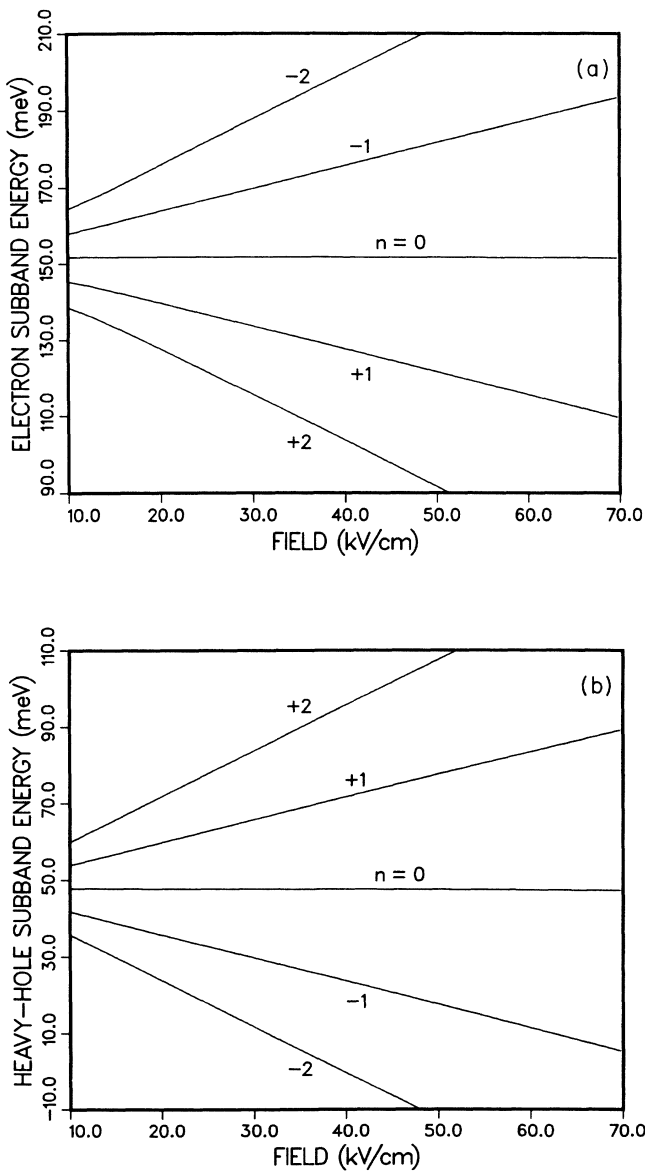 ELECTRON SUBBAND ENERGY (meV)
210.0
190.0
170.0
150.0
130.0
110.0
90.0
(a)
−2
−1
n = 0
+1
+2
10.0 20.0 30.0 40.0 50.0 60.0 70.0
FIELD (kV/cm)
HEAVY−HOLE SUBBAND ENERGY (meV)
110.0
90.0
70.0
50.0
30.0
10.0
−10.0
(b)
+2
+1
n = 0
−1
−2
10.0 20.0 30.0 40.0 50.0 60.0 70.0
FIELD (kV/cm)